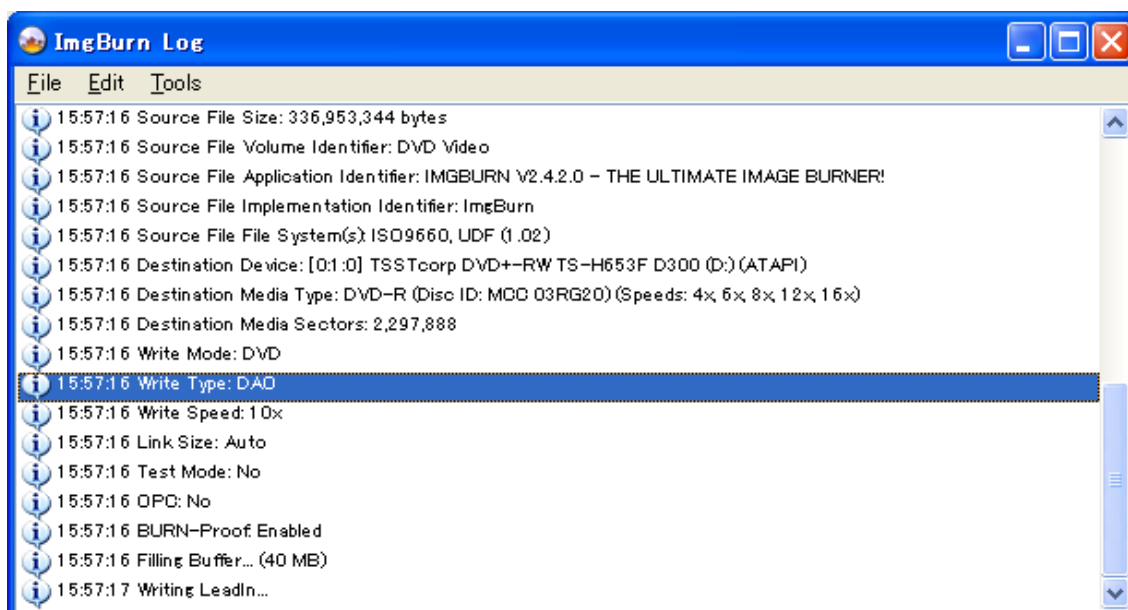 ImgBurn Log
File Edit Tools
15:57:16 Source File Size: 336,953,344 bytes
15:57:16 Source File Volume Identifier: DVD Video
15:57:16 Source File Application Identifier: IMGBURN V2.4.2.0 - THE ULTIMATE IMAGE BURNER!
15:57:16 Source File Implementation Identifier: ImgBurn
15:57:16 Source File File System(s): ISO9660, UDF (1.02)
15:57:16 Destination Device: [0:1:0] TSSTcorp DVD+-RW TS-H653F D300 (D:) (ATAPI)
15:57:16 Destination Media Type: DVD-R (Disc ID: MCC 03RG20) (Speeds: 4x, 6x, 8x, 12x, 16x)
15:57:16 Destination Media Sectors: 2,297,888
15:57:16 Write Mode: DVD
15:57:16 Write Type: DAO
15:57:16 Write Speed: 10x
15:57:16 Link Size: Auto
15:57:16 Test Mode: No
15:57:16 OPC: No
15:57:16 BURN-Proof: Enabled
15:57:16 Filling Buffer... (40 MB)
15:57:17 Writing LeadIn...